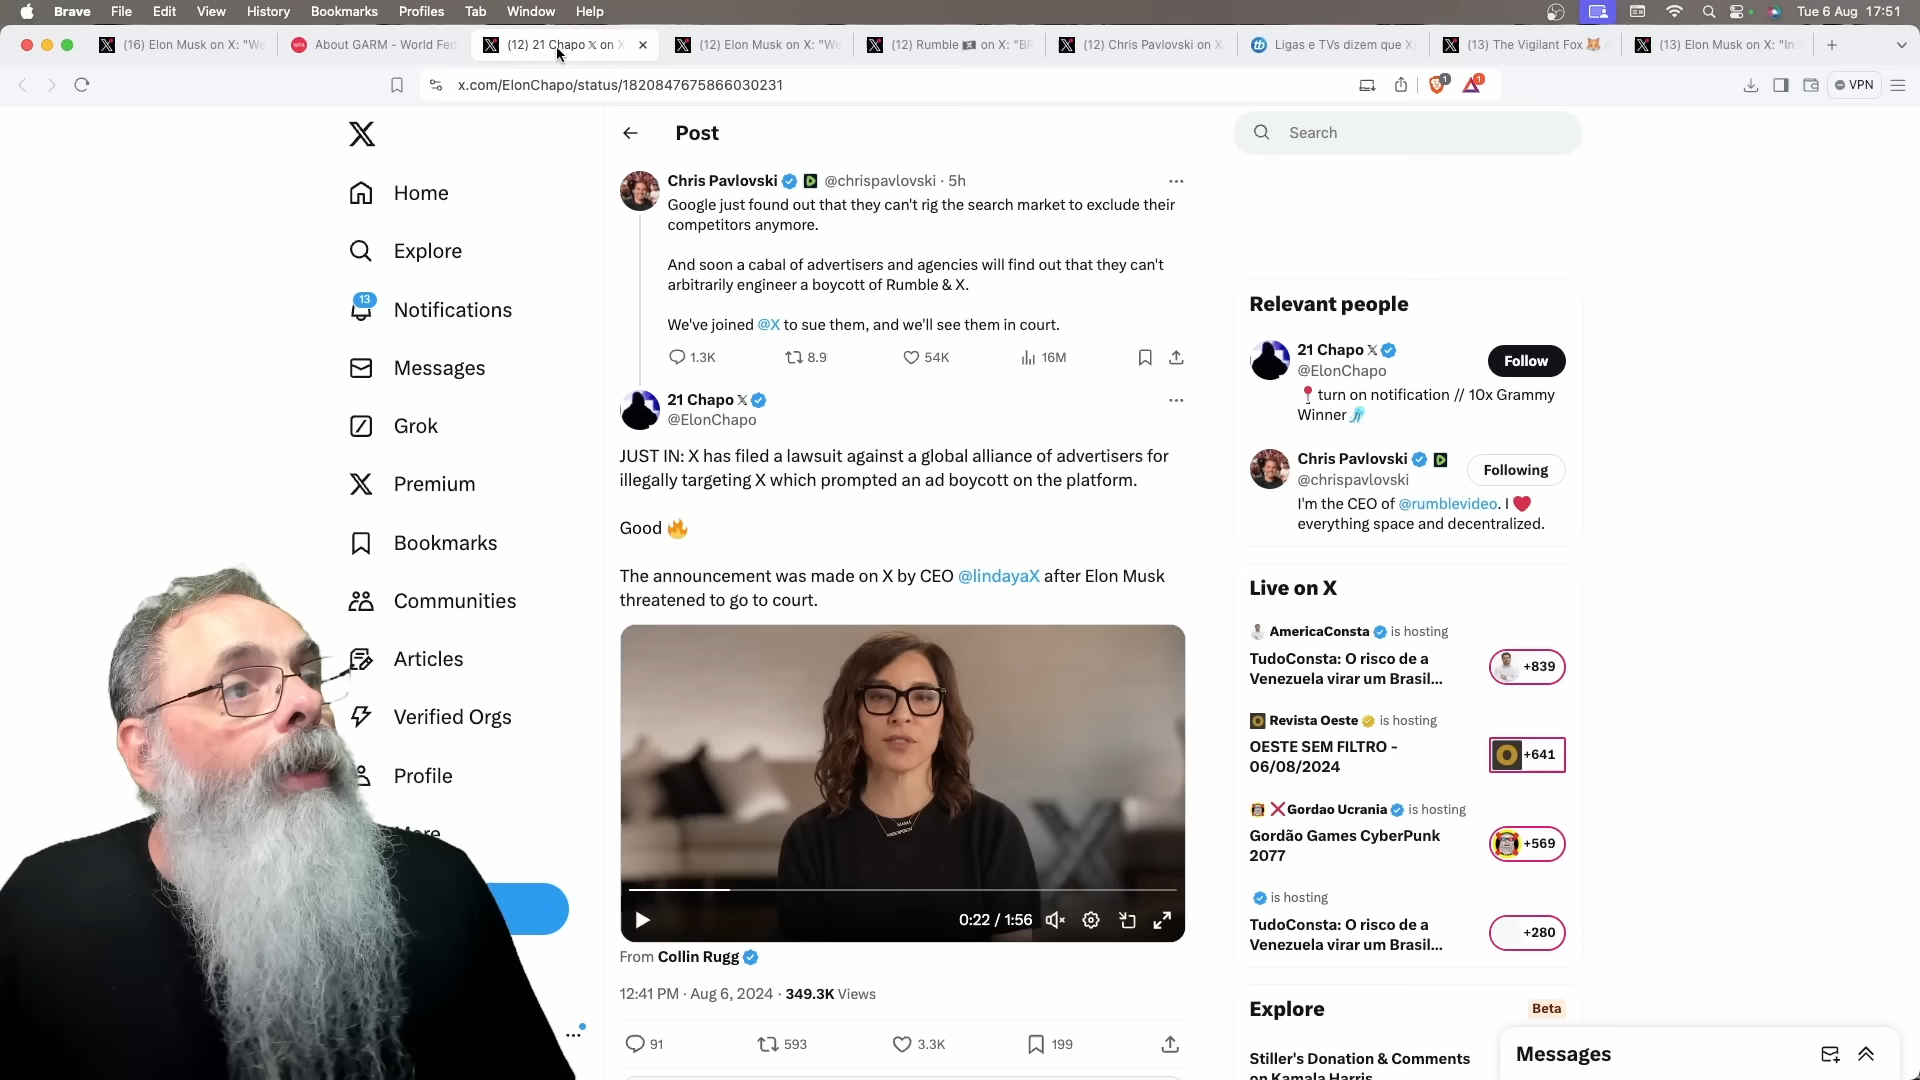 Brave File Edit View History Bookmarks Profiles Tab Window Help Tue 6 Aug 17:51
(16) Elon Musk on X: "We
About GARM - World Fed
(12) 21 Chapo 𝕏 on X
(12) Elon Musk on X: "We
(12) Rumble on X: "BR
(12) Chris Pavlovski on X
Ligas e TVs dizem que X
(13) The Vigilant Fox 🦊
(13) Elon Musk on X: "In
x.com/ElonChapo/status/1820847675866030231
1
1
VPN
Home
Explore
13
Notifications
Messages
Grok
Premium
Bookmarks
Communities
Articles
Verified Orgs
Profile
More
Post
Chris Pavlovski @chrispavlovski · 5h
Google just found out that they can't rig the search market to exclude their
competitors anymore.
And soon a cabal of advertisers and agencies will find out that they can't
arbitrarily engineer a boycott of Rumble & X.
We've joined @X to sue them, and we'll see them in court.
1.3K 8.9 54K 16M
21 Chapo 𝕏
@ElonChapo
JUST IN: X has filed a lawsuit against a global alliance of advertisers for
illegally targeting X which prompted an ad boycott on the platform.
Good 🔥
The announcement was made on X by CEO @lindayaX after Elon Musk
threatened to go to court.
MAMA
0:22 / 1:56
From Collin Rugg
12:41 PM · Aug 6, 2024 · 349.3K Views
91 593 3.3K 199
Search
Relevant people
21 Chapo 𝕏
@ElonChapo
Follow
📍turn on notification // 10x Grammy
Winner
Chris Pavlovski
@chrispavlovski
Following
I'm the CEO of @rumblevideo. I ❤️
everything space and decentralized.
Live on X
AmericaConsta is hosting
TudoConsta: O risco de a
Venezuela virar um Brasil...
+839
Revista Oeste is hosting
OESTE SEM FILTRO -
06/08/2024
+641
❌Gordao Ucrania is hosting
Gordão Games CyberPunk
2077
+569
is hosting
TudoConsta: O risco de a
Venezuela virar um Brasil...
+280
Explore
Beta
Stiller's Donation & Comments
on Kamala Harris
Messages